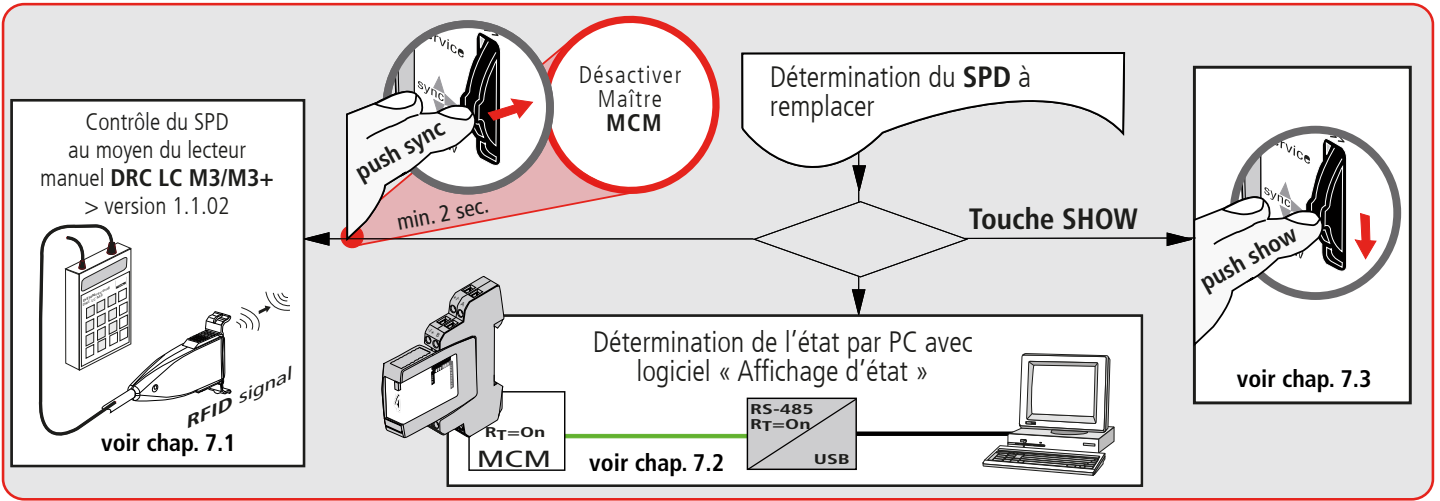 Contrôle du SPD
au moyen du lecteur
manuel DRC LC M3/M3+
> version 1.1.02
RFID signal
voir chap. 7.1
service
sync
push sync
min. 2 sec.
Désactiver
Maître
MCM
Détermination du SPD à
remplacer
Touche SHOW
Détermination de l'état par PC avec
logiciel « Affichage d'état »
RT=On
MCM
voir chap. 7.2
RS-485
RT=On
USB
sync
push show
voir chap. 7.3